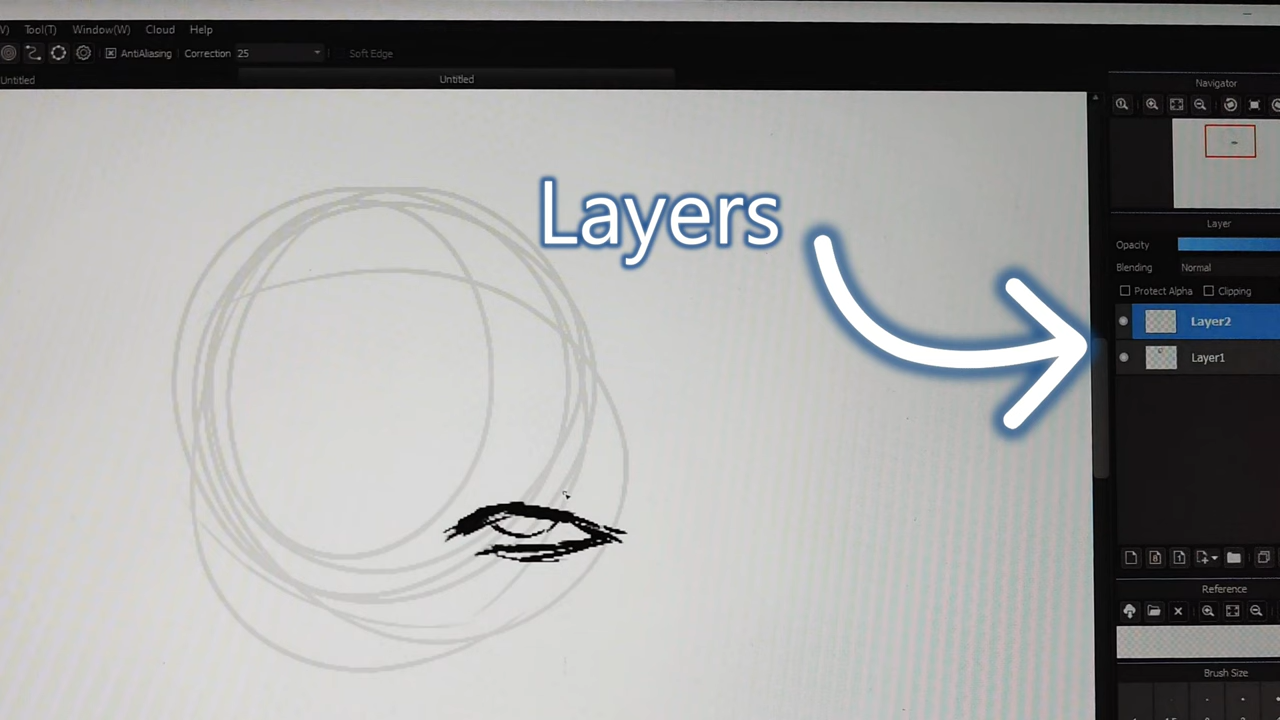 Tool(T) Window(W) Cloud Help
AntiAliasing Correction 25 Soft Edge
Untitled Untitled
Navigator
Layers
Layer
Opacity
Blending Normal
Protect Alpha Clipping
Layer2
Layer1
Reference
Brush Size